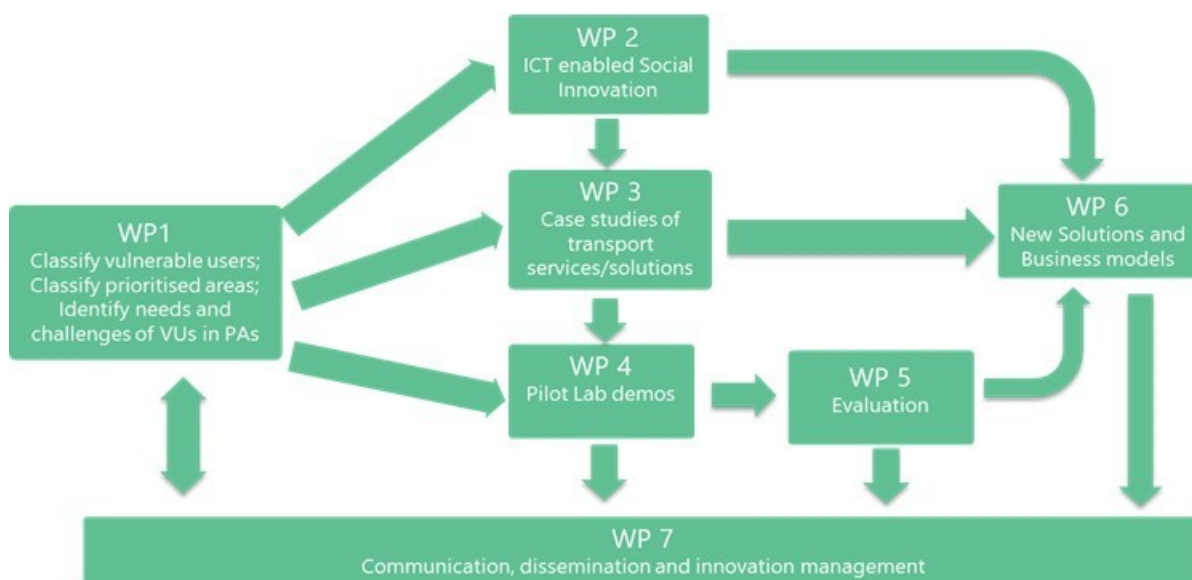 WP 2
ICT enabled Social
Innovation
WP1
Classify vulnerable users;
Classify prioritised areas;
Identify needs and
challenges of VUs in PAs
WP 3
Case studies of
transport
services/solutions
WP 6
New Solutions and
Business models
WP 4
Pilot Lab demos
WP 5
Evaluation
WP 7
Communication, dissemination and innovation management